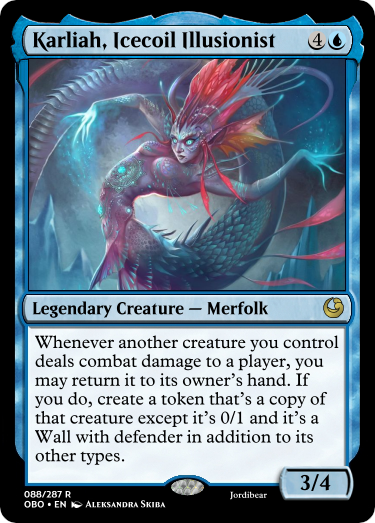 Karliah, Icecoil Illusionist 4
Legendary Creature — Merfolk
Whenever another creature you control
deals combat damage to a player, you
may return it to its owner's hand. If
you do, create a token that's a copy of
that creature except it's 0/1 and it's a
Wall with defender in addition to its
other types.
3/4
088/287 R
OBO • EN Aleksandra Skiba
Jordibear